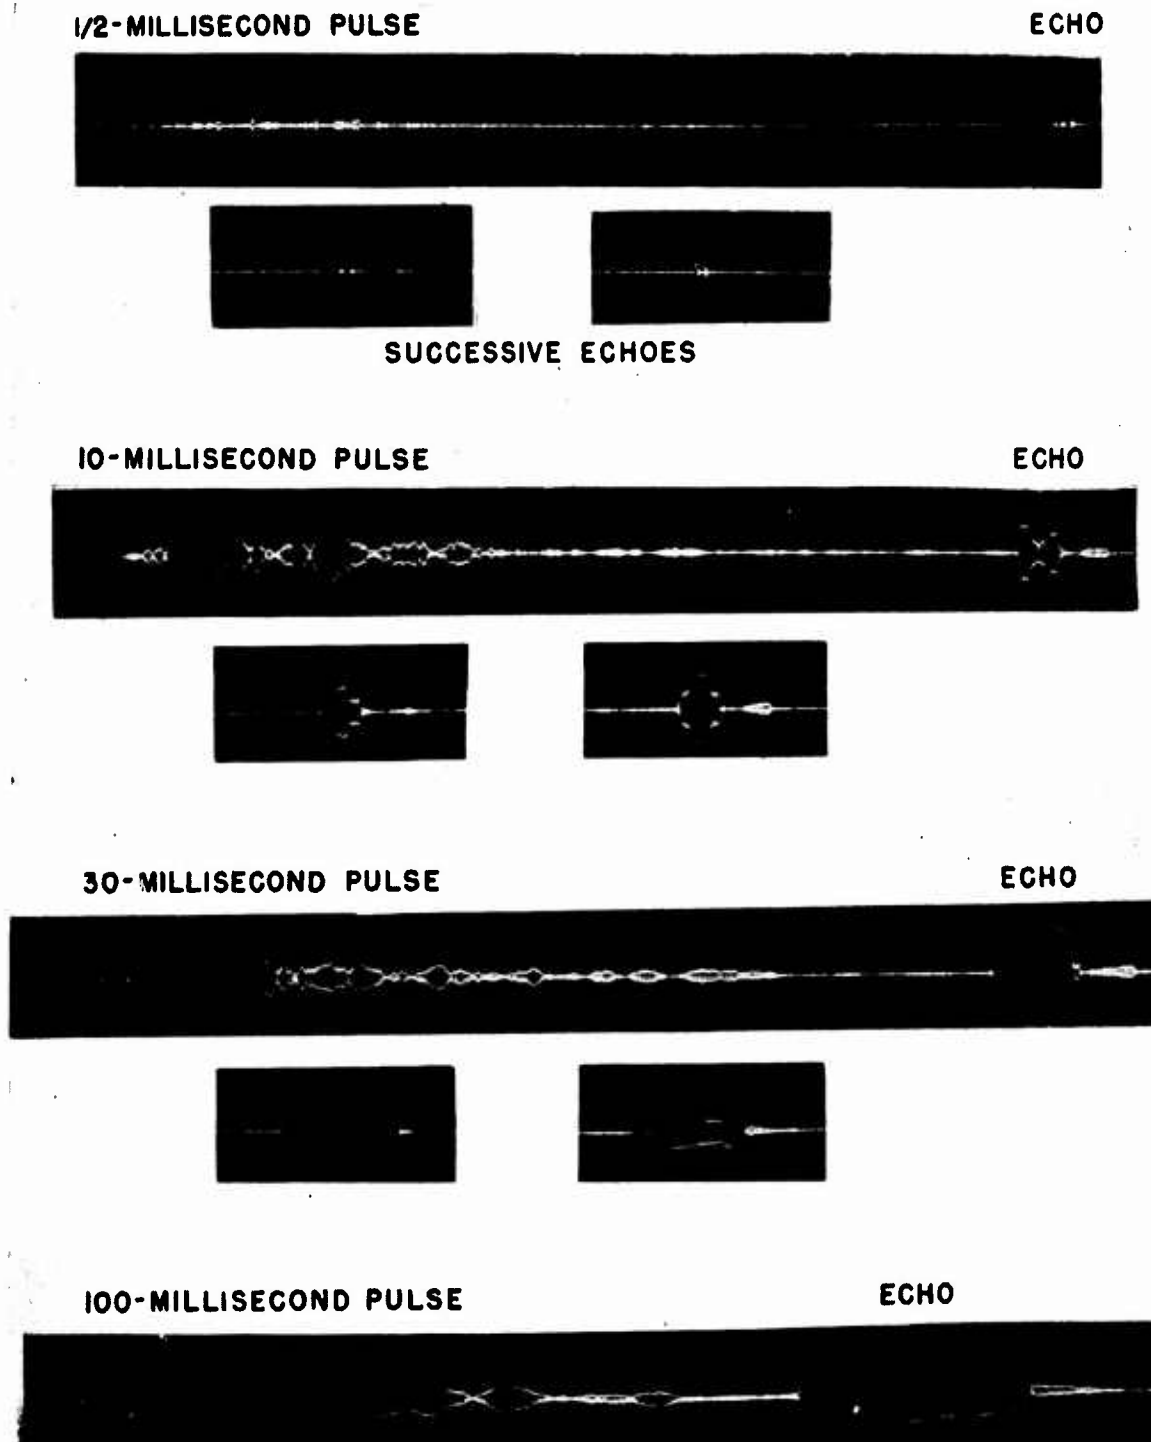 1/2-MILLISECOND PULSE ECHO
SUCCESSIVE ECHOES
10-MILLISECOND PULSE ECHO
30-MILLISECOND PULSE ECHO
100-MILLISECOND PULSE ECHO